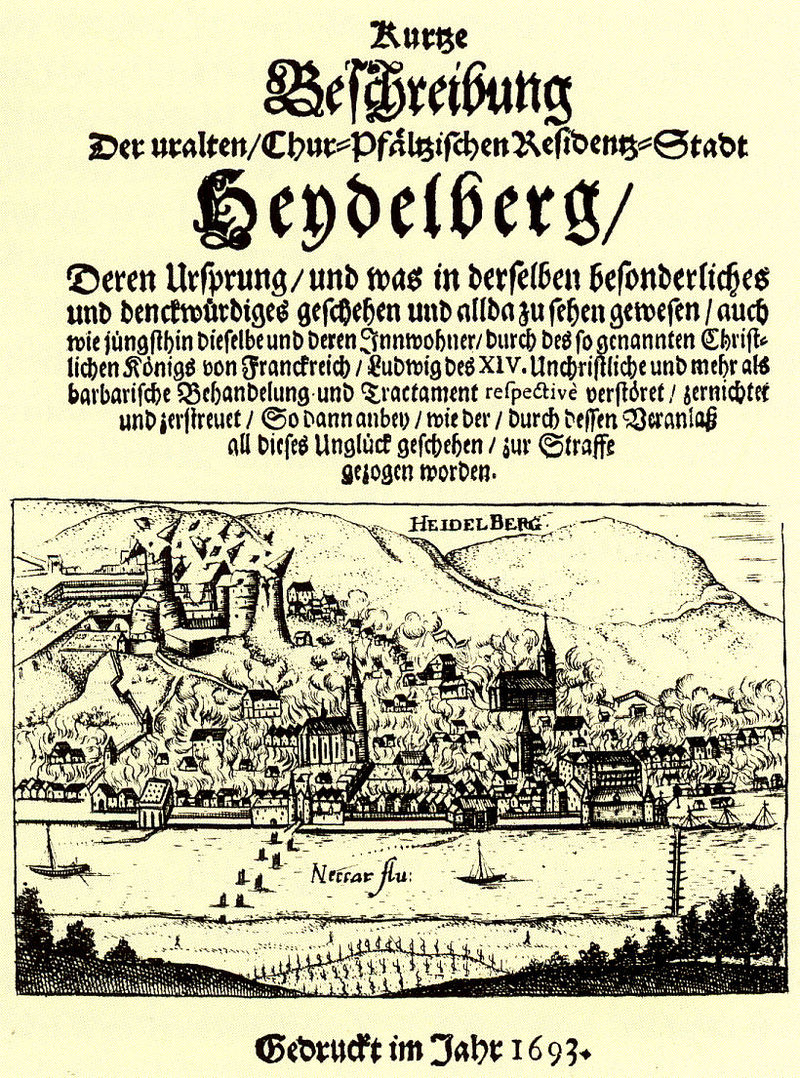 Kurtze
Beschreibung
Der uralten/Chur=Pfältzischen Residentz=Stadt
Heydelberg/
Deren Ursprung/und was in derselben besonderliches
und denckwürdiges geschehen und allda zu sehen gewesen/auch
wie jüngsthin dieselbe und deren Innwohner/durch des so genannten Christ=
lichen Königs von Franckreich/Ludwig des XIV. Unchristliche und mehr als
barbarische Behandelung und Tractament respectivè verstöret/zernichtet
und zerstreuet/So dann anbey/wie der/durch dessen Veranlaß
all dieses Unglück geschehen/zur Straffe
gezogen worden.
HEIDELBERG.
Neccar flu:
Gedruckt im Jahr 1693.